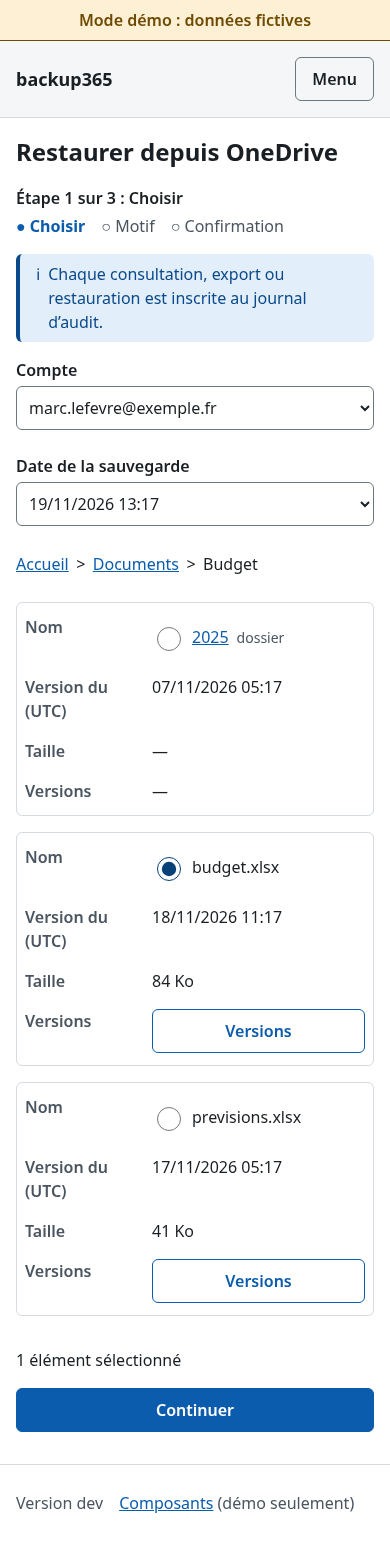 Mode démo : données fictives
backup365
Menu
Restaurer depuis OneDrive
Étape 1 sur 3 : Choisir
● Choisir ○ Motif ○ Confirmation
i Chaque consultation, export ou
restauration est inscrite au journal
d’audit.
Compte
marc.lefevre@exemple.fr
Date de la sauvegarde
19/11/2026 13:17
Accueil > Documents > Budget
Nom
2025 dossier
Version du
(UTC)
07/11/2026 05:17
Taille
—
Versions
—
Nom
budget.xlsx
Version du
(UTC)
18/11/2026 11:17
Taille
84 Ko
Versions
Versions
Nom
previsions.xlsx
Version du
(UTC)
17/11/2026 05:17
Taille
41 Ko
Versions
Versions
1 élément sélectionné
Continuer
Version dev Composants (démo seulement)